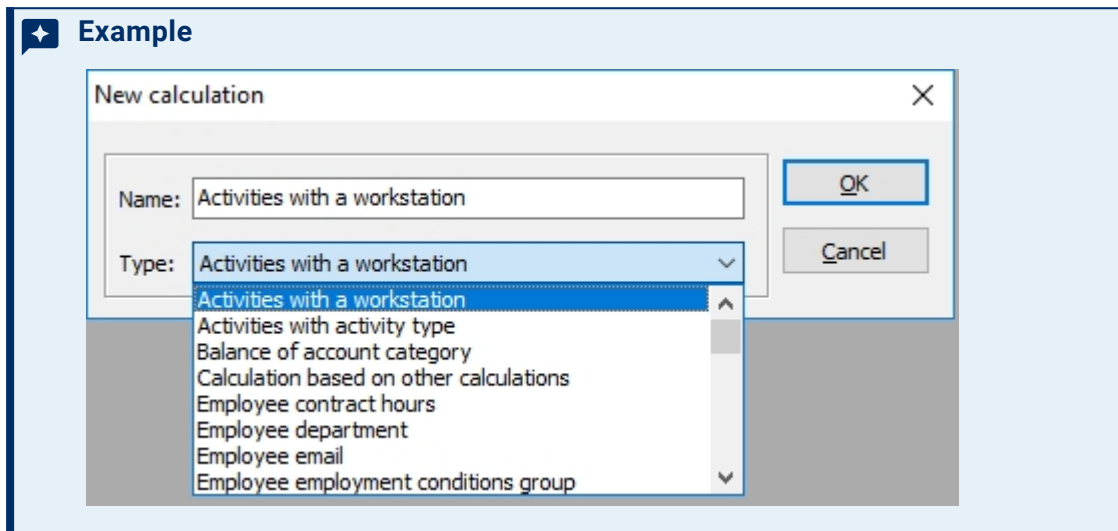 Example
New calculation
Name: Activities with a workstation
OK
Type: Activities with a workstation
Cancel
Activities with a workstation
Activities with activity type
Balance of account category
Calculation based on other calculations
Employee contract hours
Employee department
Employee email
Employee employment conditions group